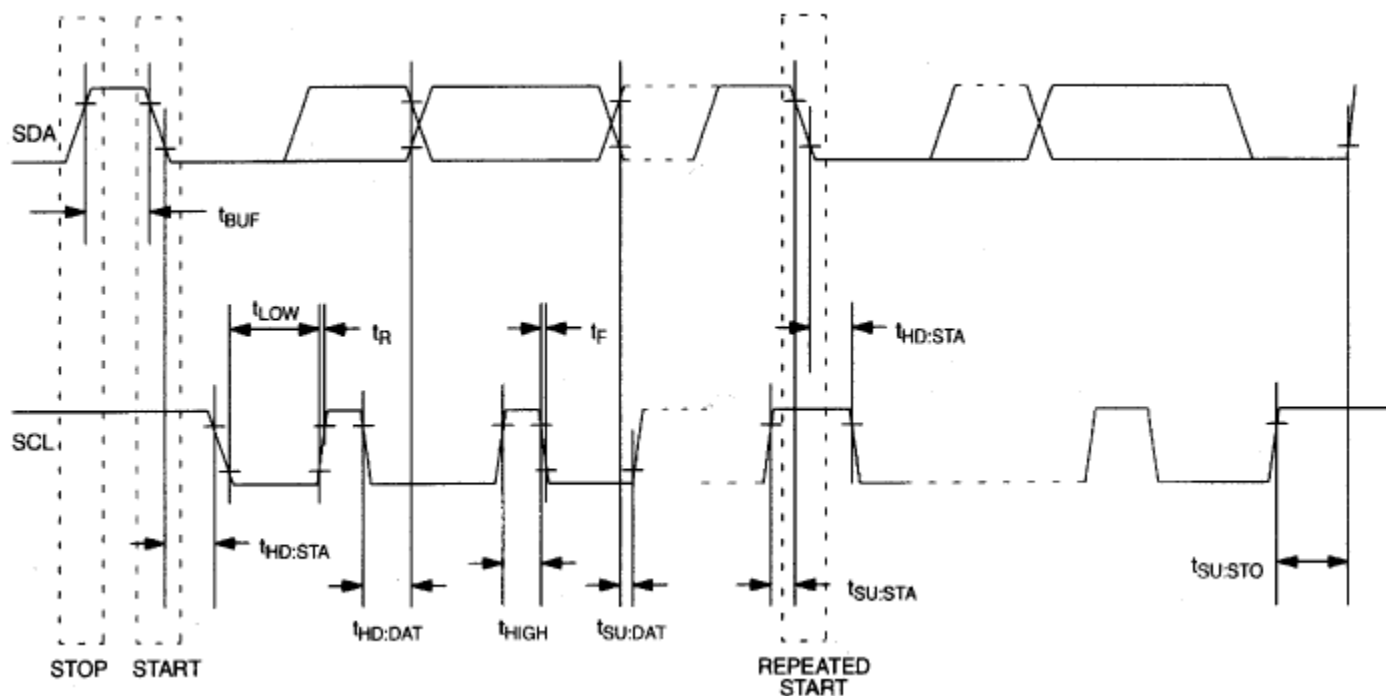 SDA
tBUF
tLOW
tR
tF
tHD:STA
SCL
tHD:STA
tSU:STO
tSU:STA
tHD:DAT
tHIGH
tSU:DAT
STOP
START
REPEATED
START